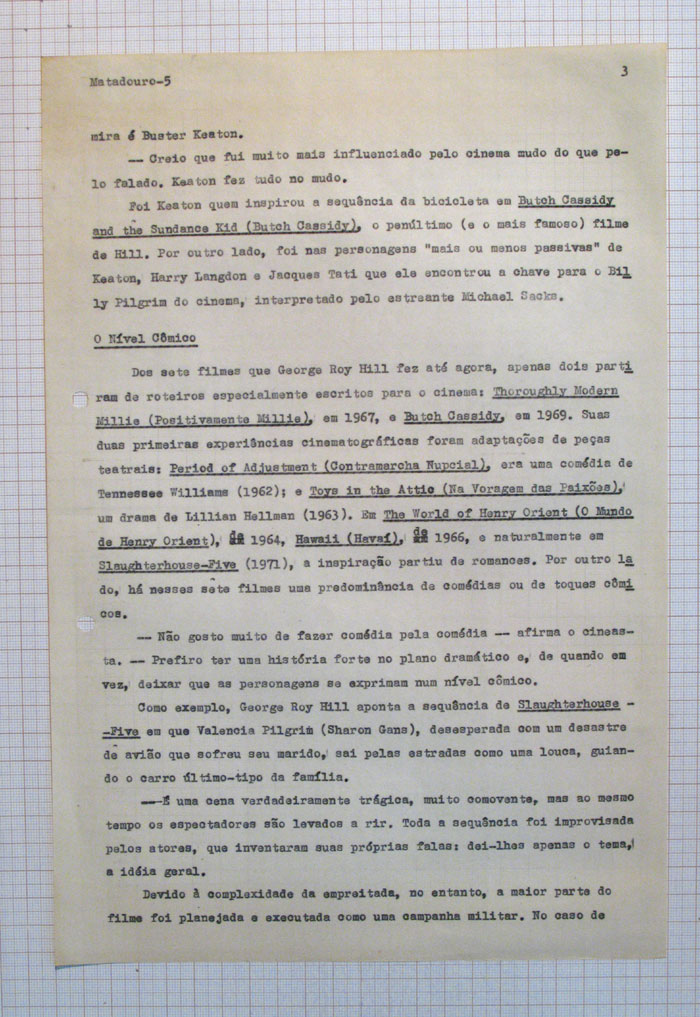 Matadouro-5
3
mira é Buster Keaton.
-- Creio que fui muito mais influenciado pelo cinema mudo do que pe-
lo falado. Keaton fez tudo no mudo.
Foi Keaton quem inspirou a sequência da bicicleta em Butch Cassidy
and the Sundance Kid (Butch Cassidy), o penúltimo (e o mais famoso) filme
de Hill. Por outro lado, foi nas personagens "mais ou menos passivas" de
Keaton, Harry Langdon e Jacques Tati que ele encontrou a chave para o Bil
ly Pilgrim do cinema, interpretado pelo estreante Michael Sacks.
O Nível Cômico
Dos sete filmes que George Roy Hill fez até agora, apenas dois parti
ram de roteiros especialmente escritos para o cinema: Thoroughly Modern
Millie (Positivamente Millie), em 1967, e Butch Cassidy, em 1969. Suas
duas primeiras experiências cinematográficas foram adaptações de peças
teatrais: Period of Adjustment (Contramarcha Nupcial), era uma comédia de
Tennessee Williams (1962); e Toys in the Attic (Na Voragem das Paixões),
um drama de Lillian Hellman (1963). Em The World of Henry Orient (O Mundo
de Henry Orient), de 1964, Hawaii (Havaí), de 1966, e naturalmente em
Slaughterhouse-Five (1971), a inspiração partiu de romances. Por outro la
do, há nesses sete filmes uma predominância de comédias ou de toques cômi
cos.
-- Não gosto muito de fazer comédia pela comédia -- afirma o cineas-
ta. -- Prefiro ter uma história forte no plano dramático e, de quando em
vez, deixar que as personagens se exprimam num nível cômico.
Como exemplo, George Roy Hill aponta a sequência de Slaughterhouse -
-Five em que Valencia Pilgrim (Sharon Gans), desesperada com um desastre
de avião que sofreu seu marido, sai pelas estradas como uma louca, guian-
do o carro último-tipo da família.
-- É uma cena verdadeiramente trágica, muito comovente, mas ao mesmo
tempo os espectadores são levados a rir. Toda a sequência foi improvisada
pelos atores, que inventaram suas próprias falas: dei-lhes apenas o tema,
a idéia geral.
Devido à complexidade da empreitada, no entanto, a maior parte do
filme foi planejada e executada como uma campanha militar. No caso de